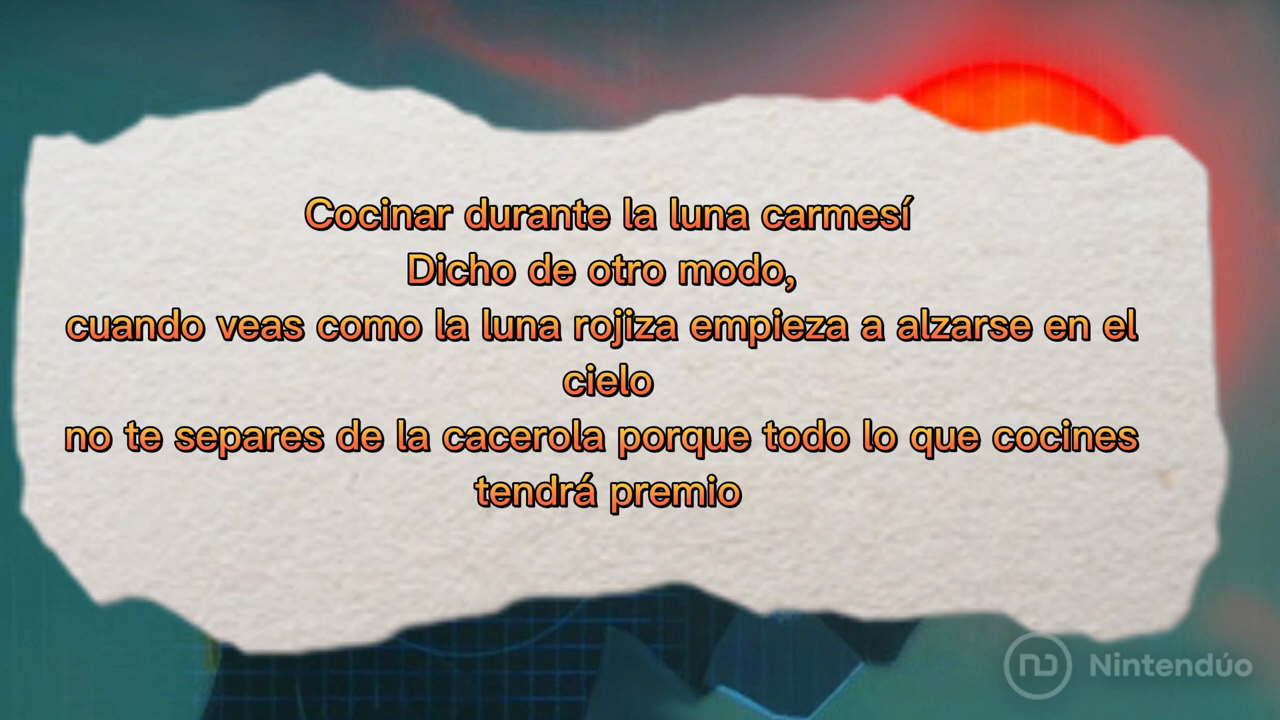 Cocinar durante la luna carmesí
Dicho de otro modo,
cuando veas como la luna rojiza empieza a alzarse en el
cielo
no te separes de la cacerola porque todo lo que cocines
tendrá premio
Nintendúo